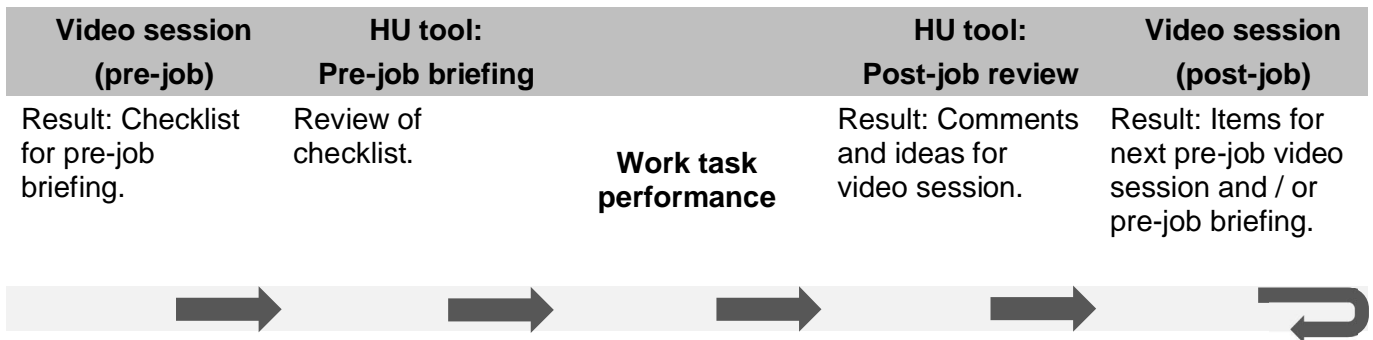 Video session
(pre-job)
HU tool:
Pre-job briefing
HU tool:
Post-job review
Video session
(post-job)
Result: Checklist
for pre-job
briefing.
Review of
checklist.
Work task
performance
Result: Comments
and ideas for
video session.
Result: Items for
next pre-job video
session and / or
pre-job briefing.